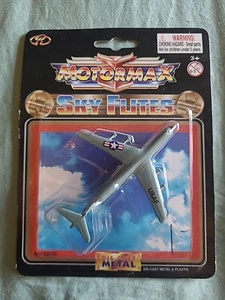 WARNING:
CHOKING HAZARD - Small parts.
Not for children under 3 years.
3+
MOTORMAX
SKY FLITES
USAF
METAL
DIE CAST METAL & PLASTIC